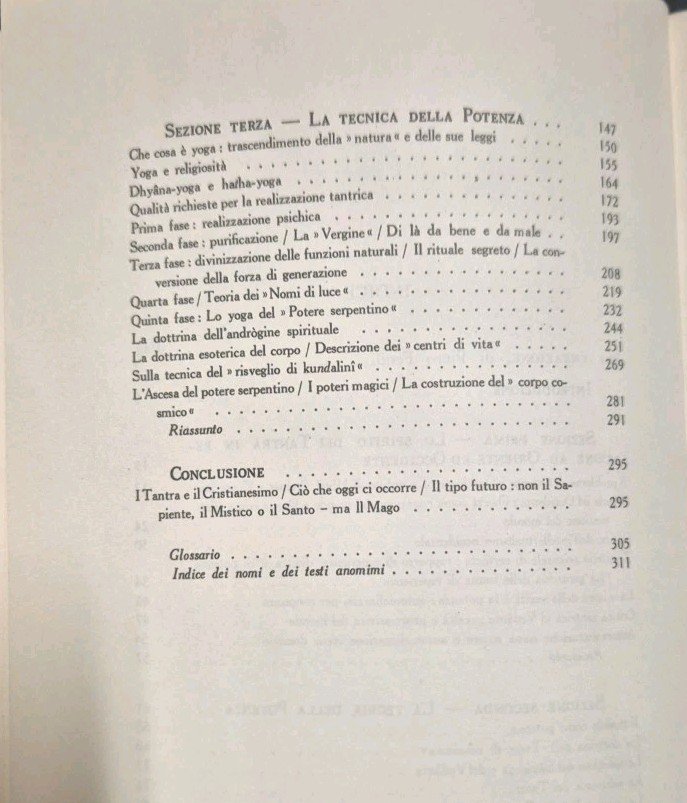 SEZIONE TERZA — LA TECNICA DELLA POTENZA . . . 147
Che cosa è yoga : trascendimento della » natura « e delle sue leggi . . . . . 150
Yoga e religiosità . . . . . . . . . . . . . . . . 155
Dhyâna-yoga e haṭha-yoga . . . . . . . . . . . . . 164
Qualità richieste per la realizzazione tantrica . . . . . . . . . . 172
Prima fase : realizzazione psichica . . . . . . . . . . . . 193
Seconda fase : purificazione / La » Vergine « / Di là da bene e da male . . 197
Terza fase : divinizzazione delle funzioni naturali / Il rituale segreto / La con-
versione della forza di generazione . . . . . . . . . . . 208
Quarta fase / Teoria dei » Nomi di luce « . . . . . . . . . . . 219
Quinta fase : Lo yoga del » Potere serpentino « . . . . . . . . . 232
La dottrina dell'andrògine spirituale . . . . . . . . . . . 244
La dottrina esoterica del corpo / Descrizione dei » centri di vita « . . . . 251
Sulla tecnica del » risveglio di kundalinî « . . . . . . . . . . 269
L'Ascesa del potere serpentino / I poteri magici / La costruzione del » corpo co-
smico « . . . . . . . . . . . . . . . . . . 281
Riassunto . . . . . . . . . . . . . . . . . 291
CONCLUSIONE . . . . . . . . . . . . . . 295
I Tantra e il Cristianesimo / Ciò che oggi ci occorre / Il tipo futuro : non il Sa-
piente, il Mistico o il Santo – ma Il Mago . . . . . . . . . 295
Glossario . . . . . . . . . . . . . . . . . 305
Indice dei nomi e dei testi anomimi . . . . . . . . . . 311